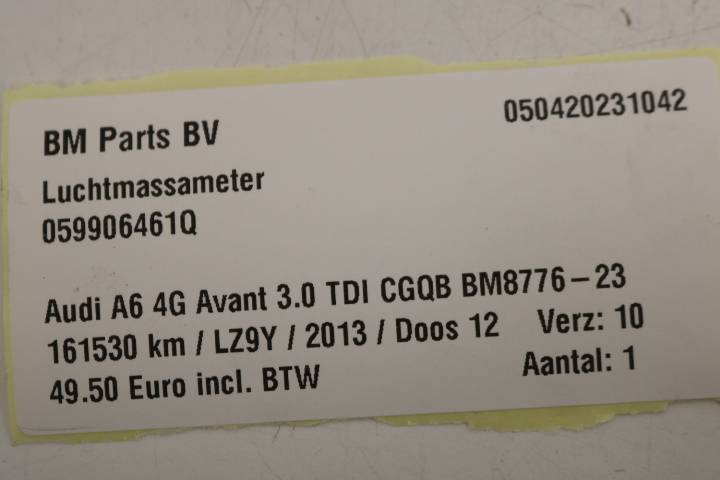 BM Parts BV 050420231042
Luchtmassameter
059906461Q
Audi A6 4G Avant 3.0 TDI CGQB BM8776-23
161530 km / LZ9Y / 2013 / Doos 12 Verz: 10
49.50 Euro incl. BTW Aantal: 1